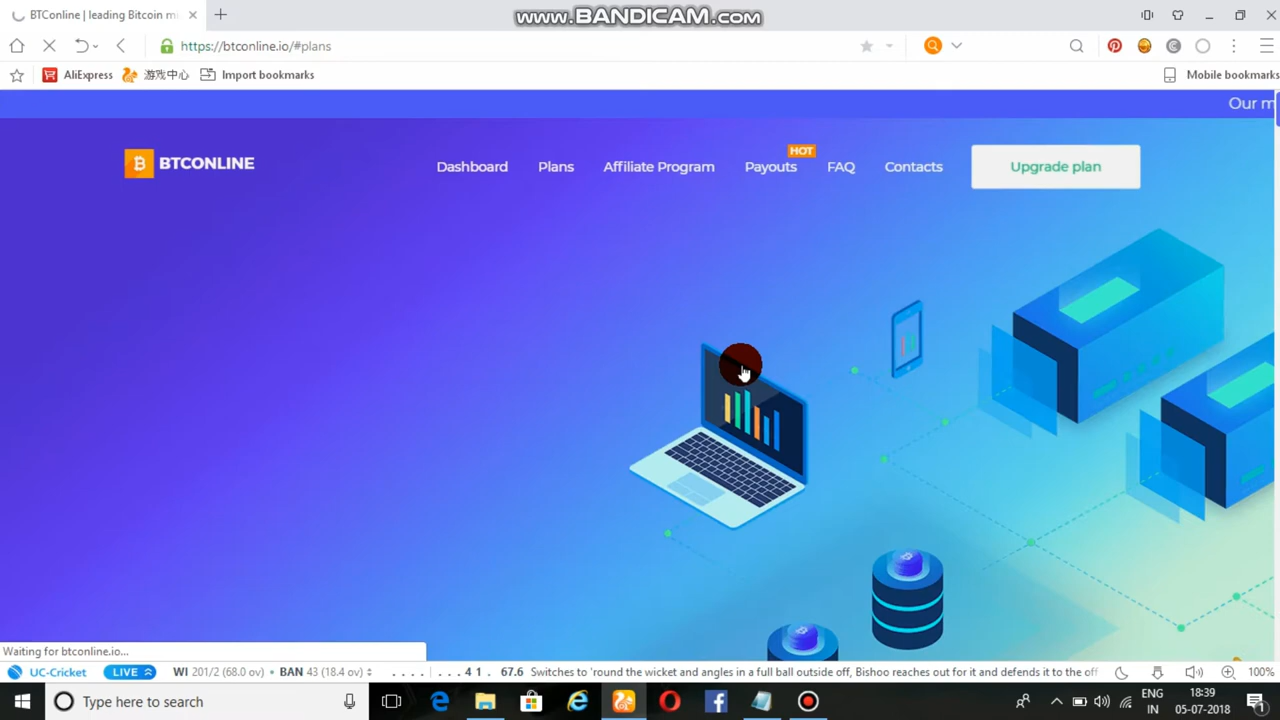 BTConline | leading Bitcoin mi
www.BANDICAM.com
https://btconline.io/#plans
AliExpress
游戏中心
Import bookmarks
Mobile bookmarks
Our m
BTCONLINE
Dashboard
Plans
Affiliate Program
Payouts
HOT
FAQ
Contacts
Upgrade plan
Waiting for btconline.io...
UC-Cricket
LIVE
WI 201/2 (68.0 ov) • BAN 43 (18.4 ov)
. . . . | . . . . 4 1 . 67.6 Switches to 'round the wicket and angles in a full ball outside off, Bishoo reaches out for it and defends it to the off
100%
Type here to search
ENG
IN
18:39
05-07-2018
1